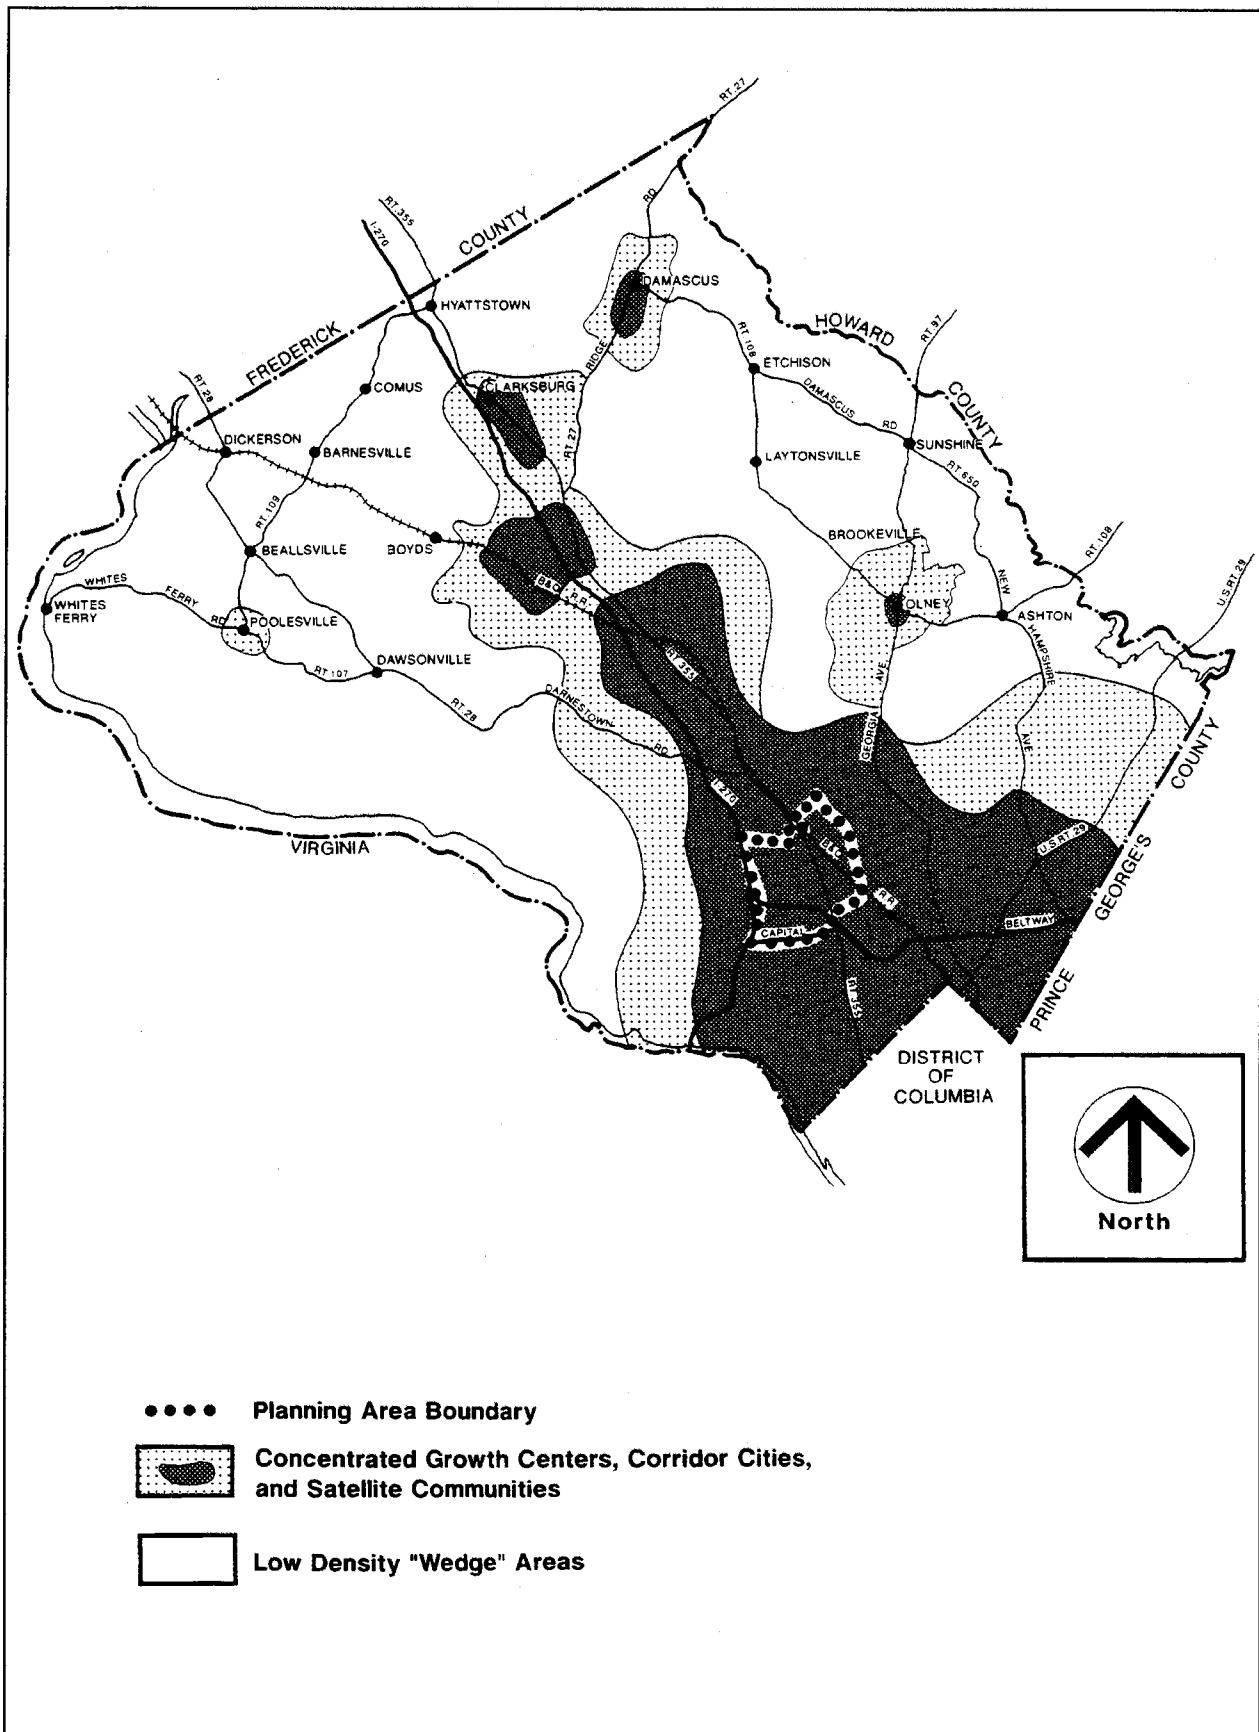 RT.27
RT.355
I-270
FREDERICK COUNTY
RD
DAMASCUS
HYATTSTOWN
HOWARD COUNTY
RT.97
RT.108
ETCHISON
RIDGE
RT.28
COMUS
CLARKSBURG
DAMASCUS RD
SUNSHINE
DICKERSON
BARNESVILLE
RT.27
LAYTONSVILLE
RT.650
RT.109
BROOKEVILLE
BEALLSVILLE
BOYDS
RT.108
U.S.RT.29
WHITES FERRY RD
B&O R.R.
NEW HAMPSHIRE AVE
WHITES
FERRY
POOLESVILLE
OLNEY
ASHTON
RT.107
DAWSONVILLE
RT.355
RT.28
DARNESTOWN RD
GEORGIA AVE
I-270
VIRGINIA
B&O R.R.
U.S.RT.29
CAPITAL BELTWAY
RT.355
PRINCE GEORGE'S COUNTY
DISTRICT
OF
COLUMBIA
North
Planning Area Boundary
Concentrated Growth Centers, Corridor Cities,
and Satellite Communities
Low Density "Wedge" Areas